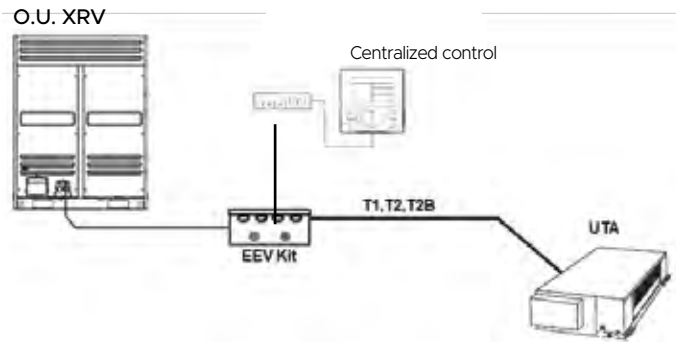 O.U. XRV
Centralized control
T1,T2,T2B
UTA
EEV Kit